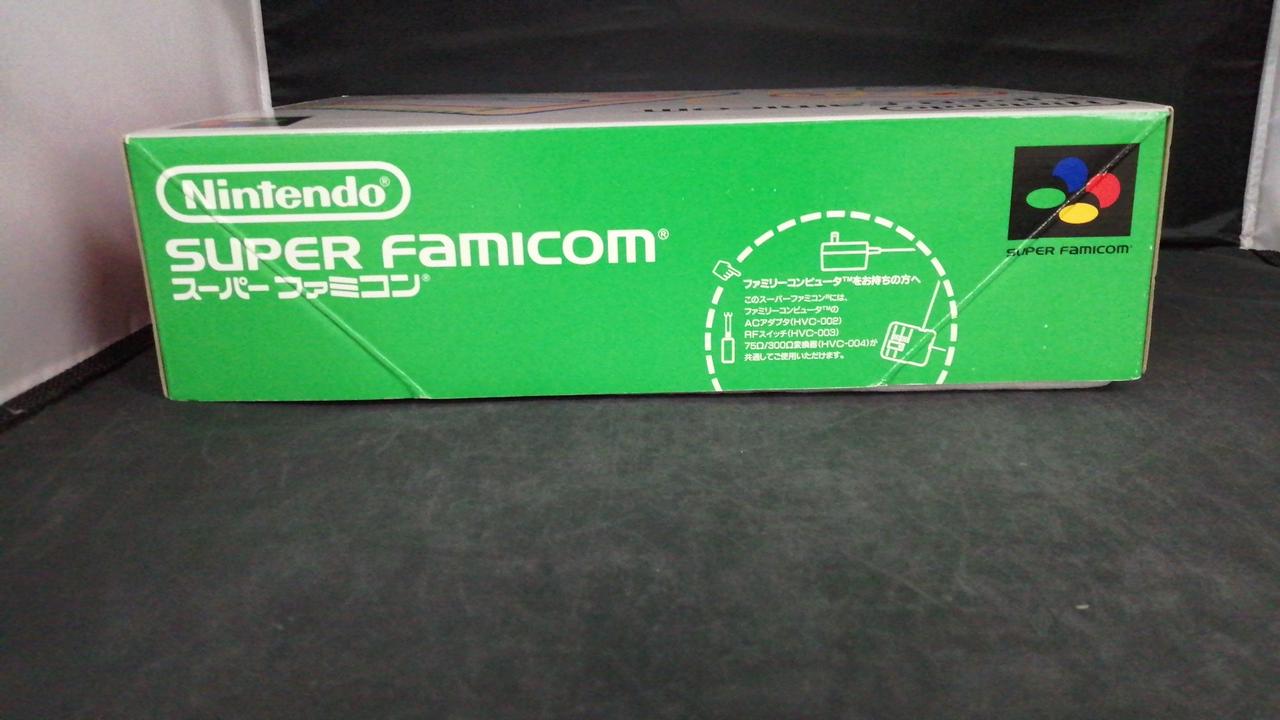 Nintendo®
SUPER FAMICOM®
スーパーファミコン®
ファミリーコンピュータ™をお持ちの方へ
このスーパーファミコン®には、
ファミリーコンピュータ™の
ACアダプタ(HVC-002)
RFスイッチ(HVC-003)
75Ω/300Ω変換器(HVC-004)が
共通してご使用いただけます。
SUPER FAMICOM®